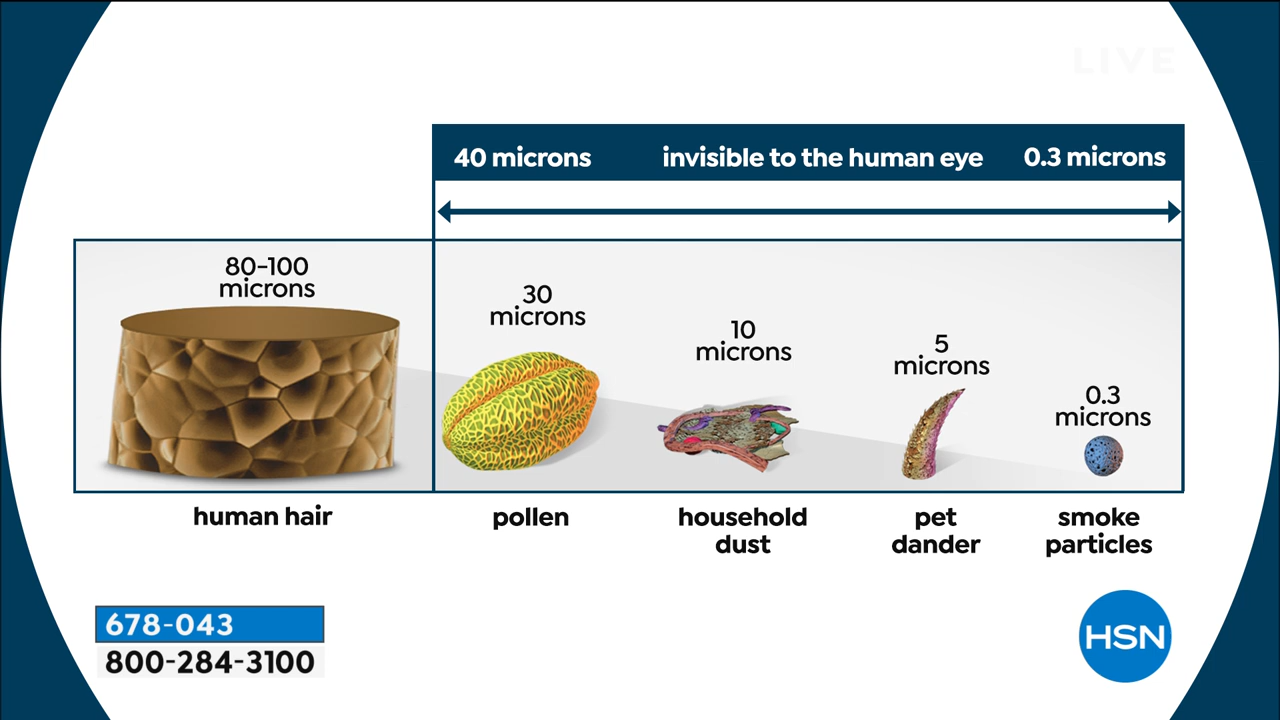 LIVE
40 microns invisible to the human eye 0.3 microns
80-100
microns
30
microns
10
microns
5
microns
0.3
microns
human hair
pollen
household
dust
pet
dander
smoke
particles
678-043
800-284-3100
HSN